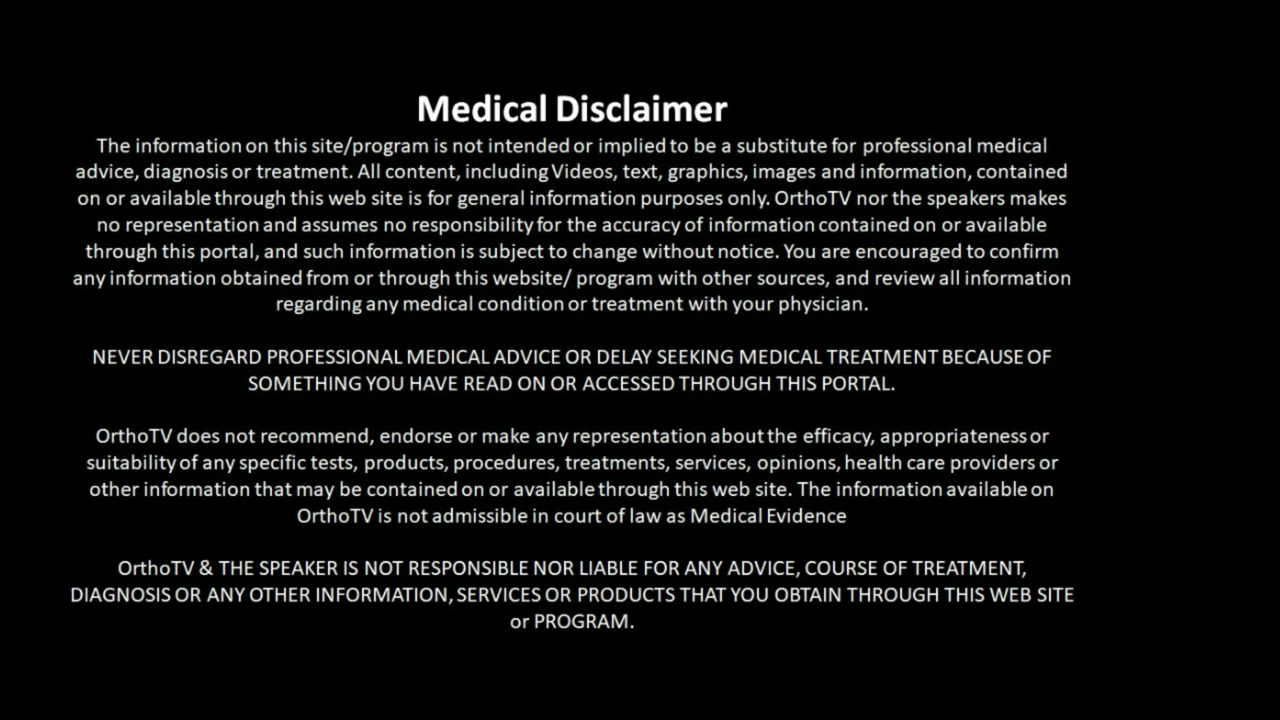 Medical Disclaimer
The information on this site/program is not intended or implied to be a substitute for professional medical
advice, diagnosis or treatment. All content, including Videos, text, graphics, images and information, contained
on or available through this web site is for general information purposes only. OrthoTV nor the speakers makes
no representation and assumes no responsibility for the accuracy of information contained on or available
through this portal, and such information is subject to change without notice. You are encouraged to confirm
any information obtained from or through this website/ program with other sources, and review all information
regarding any medical condition or treatment with your physician.
NEVER DISREGARD PROFESSIONAL MEDICAL ADVICE OR DELAY SEEKING MEDICAL TREATMENT BECAUSE OF
SOMETHING YOU HAVE READ ON OR ACCESSED THROUGH THIS PORTAL.
OrthoTV does not recommend, endorse or make any representation about the efficacy, appropriateness or
suitability of any specific tests, products, procedures, treatments, services, opinions, health care providers or
other information that may be contained on or available through this web site. The information available on
OrthoTV is not admissible in court of law as Medical Evidence
OrthoTV & THE SPEAKER IS NOT RESPONSIBLE NOR LIABLE FOR ANY ADVICE, COURSE OF TREATMENT,
DIAGNOSIS OR ANY OTHER INFORMATION, SERVICES OR PRODUCTS THAT YOU OBTAIN THROUGH THIS WEB SITE
or PROGRAM.